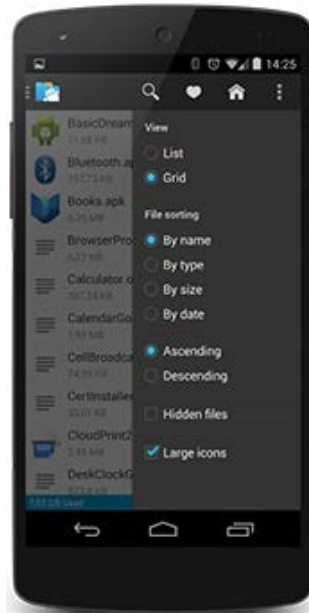 14:25
BasicDream
Bluetooth.ap
Books.apk
BrowserPro
Calculator.o
CalendarGo
CellBroadca
CertInstaller
CloudPrint2
DeskClockG
View
List
Grid
File sorting
By name
By type
By size
By date
Ascending
Descending
Hidden files
Large icons